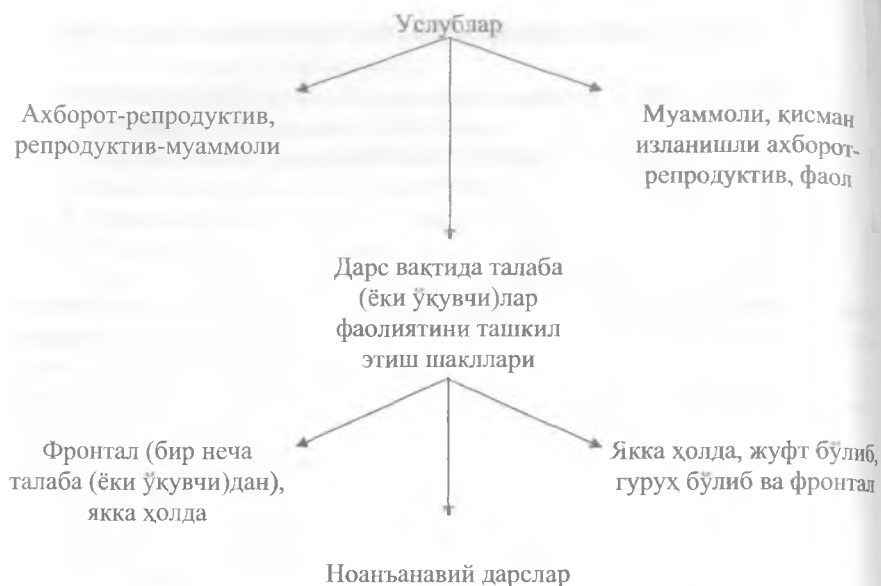 Услублар
Ахборот-репродуктив,
репродуктив-муаммоли
Муаммоли, қисман
изланишли ахборот-
репродуктив, фаол
Дарс вақтида талаба
(ёки ўқувчи)лар
фаолиятини ташкил
этиш шакллари
Фронтал (бир неча
талаба (ёки ўқувчи)дан),
якка ҳолда
Якка ҳолда, жуфт бўлиб,
гуруҳ бўлиб ва фронтал
Ноанъанавий дарслар